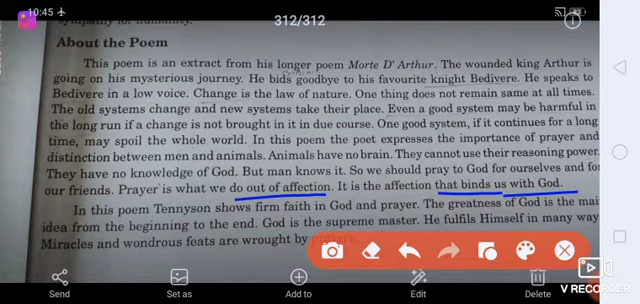 10:45
sympathy for humanity.
312/312
About the Poem
This poem is an extract from his longer poem Morte D' Arthur. The wounded king Arthur is
going on his mysterious journey. He bids goodbye to his favourite knight Bedivere. He speaks to
Bedivere in a low voice. Change is the law of nature. One thing does not remain same at all times.
The old systems change and new systems take their place. Even a good system may be harmful in
the long run if a change is not brought in it in due course. One good system, if it continues for a long
time, may spoil the whole world. In this poem the poet expresses the importance of prayer and
distinction between men and animals. Animals have no brain. They cannot use their reasoning power.
They have no knowledge of God. But man knows it. So we should pray to God for ourselves and for
our friends. Prayer is what we do out of affection. It is the affection that binds us with God.
In this poem Tennyson shows firm faith in God and prayer. The greatness of God is the mai
idea from the beginning to the end. God is the supreme master. He fulfils Himself in many way
Miracles and wondrous feats are wrought by
Send
Set as
Add to
Edit
Delete
V RECORDER